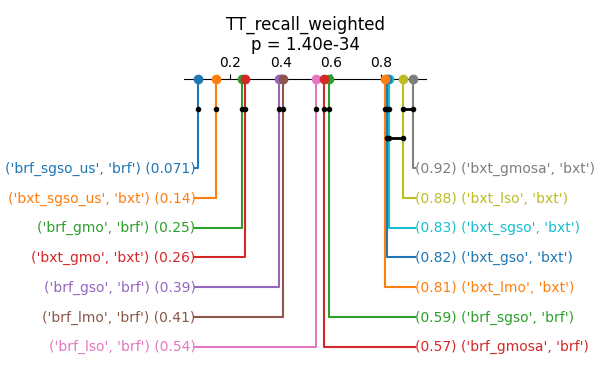 TT_recall_weighted
p = 1.40e-34
0.2 0.4 0.6 0.8
('brf_sgso_us', 'brf') (0.071) (0.92) ('bxt_gmosa', 'bxt')
('bxt_sgso_us', 'bxt') (0.14) (0.88) ('bxt_lso', 'bxt')
('brf_gmo', 'brf') (0.25) (0.83) ('bxt_sgso', 'bxt')
('bxt_gmo', 'bxt') (0.26) (0.82) ('bxt_gso', 'bxt')
('brf_gso', 'brf') (0.39) (0.81) ('bxt_lmo', 'bxt')
('brf_lmo', 'brf') (0.41) (0.59) ('brf_sgso', 'brf')
('brf_lso', 'brf') (0.54) (0.57) ('brf_gmosa', 'brf')